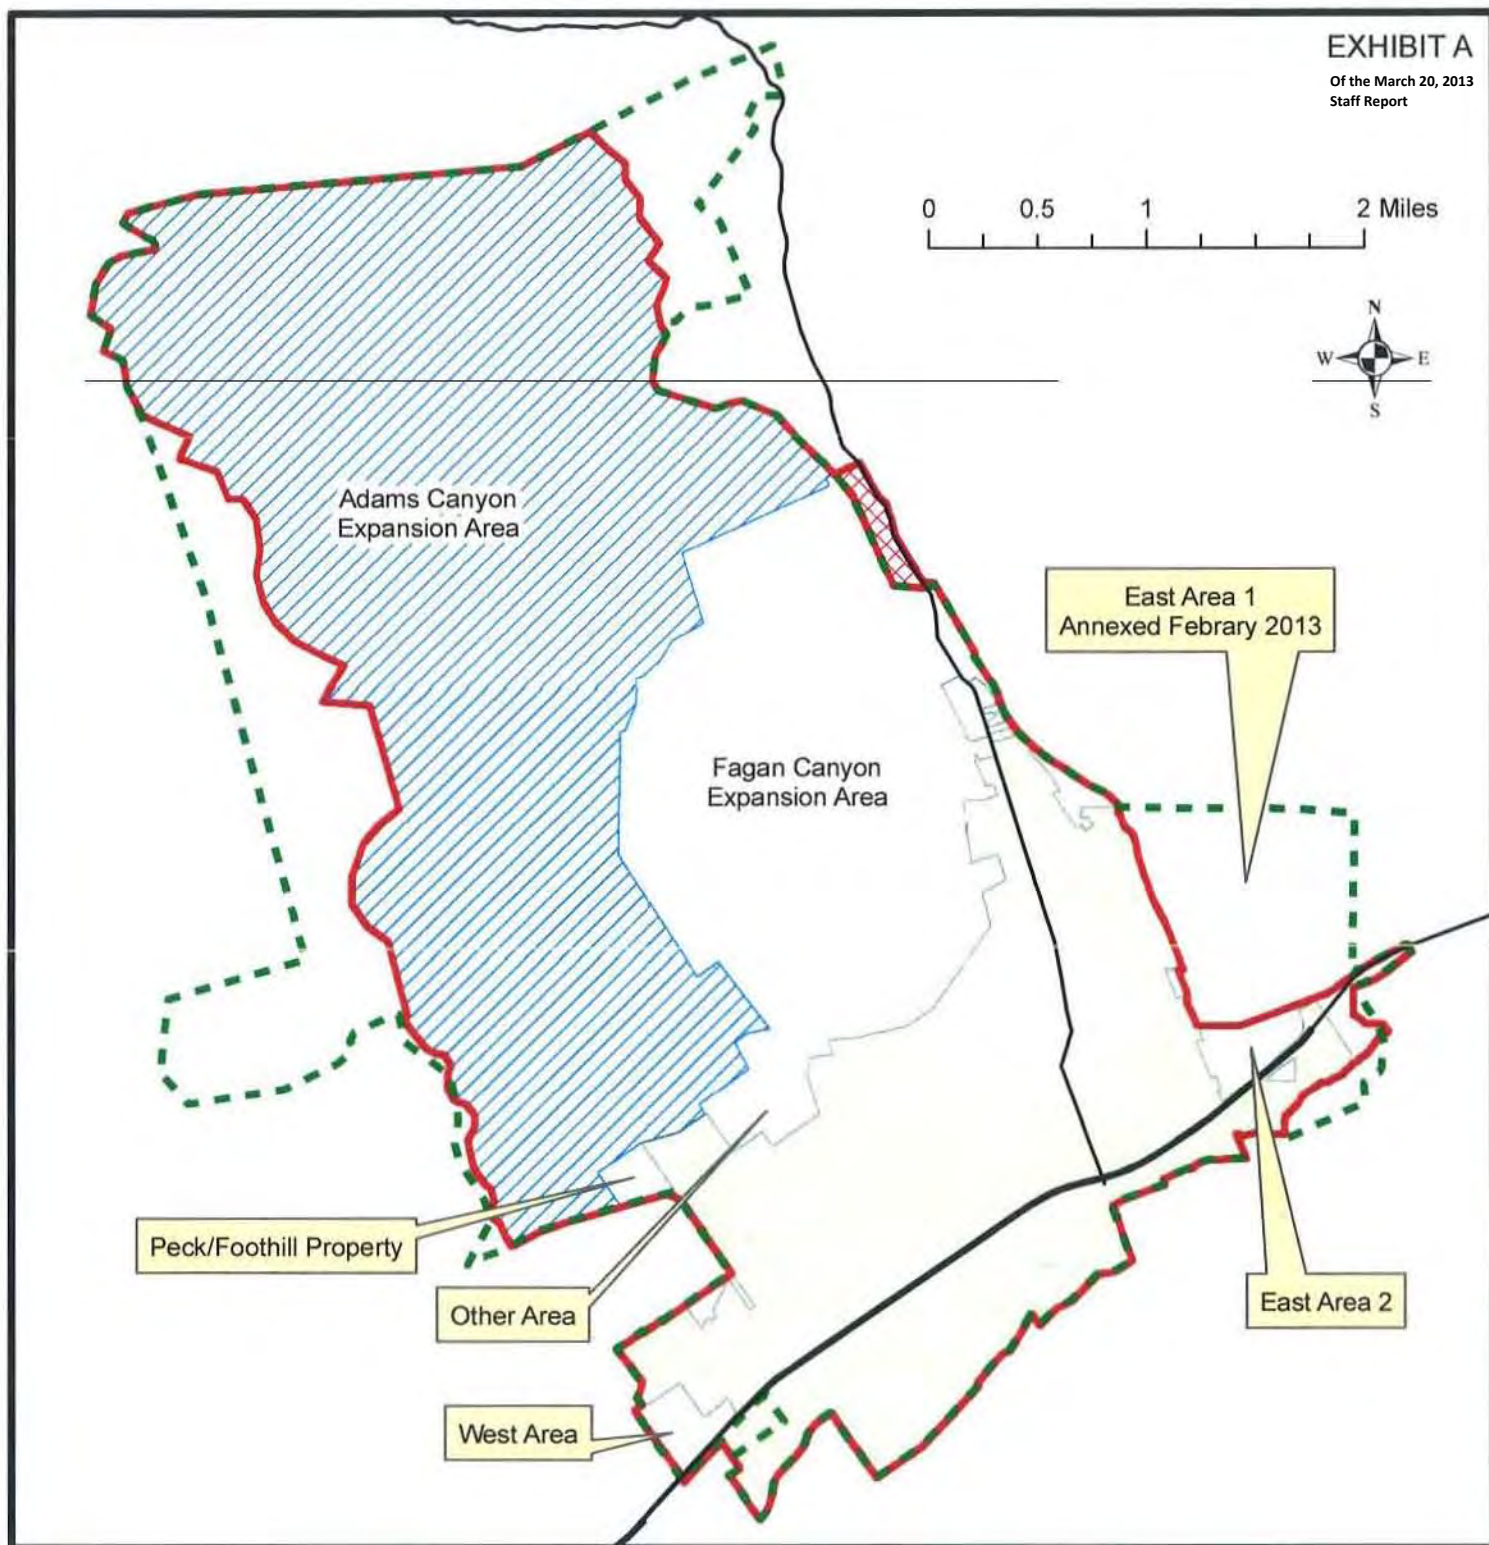 EXHIBIT A
Of the March 20, 2013
Staff Report
0 0.5 1 2 Miles
N
W E
S
Adams Canyon
Expansion Area
East Area 1
Annexed Febrary 2013
Fagan Canyon
Expansion Area
Peck/Foothill Property
Other Area
East Area 2
West Area